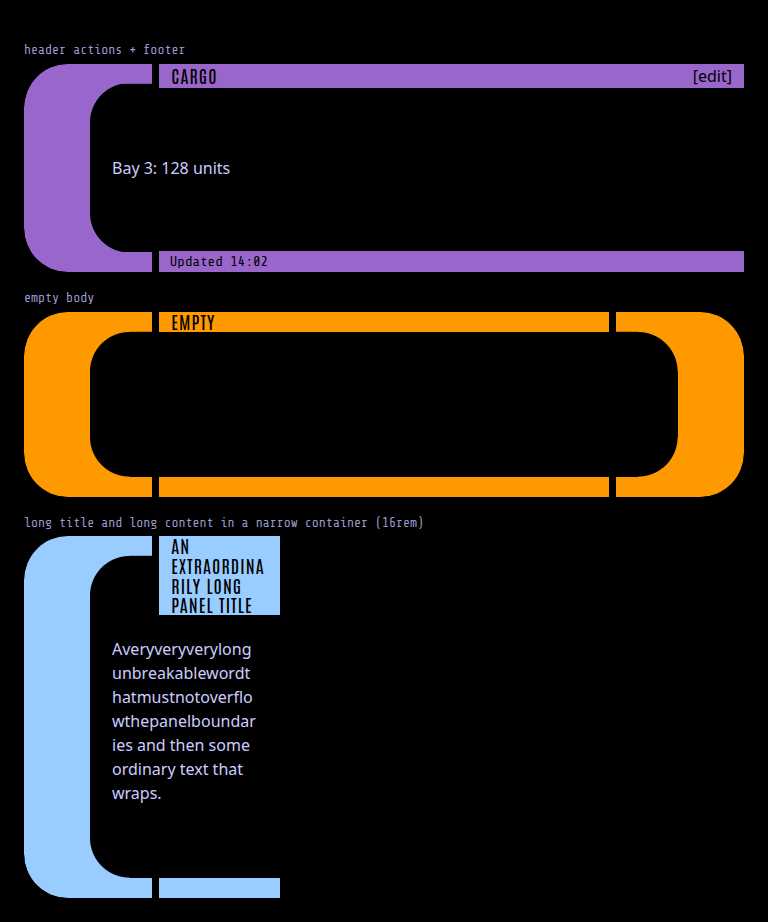 header actions + footer
CARGO [edit]
Bay 3: 128 units
Updated 14:02
empty body
EMPTY
long title and long content in a narrow container (16rem)
AN
EXTRAORDINA
RILY LONG
PANEL TITLE
Averyveryverylong
unbreakablewordt
hatmustnotoverflo
wthepanelboundar
ies and then some
ordinary text that
wraps.